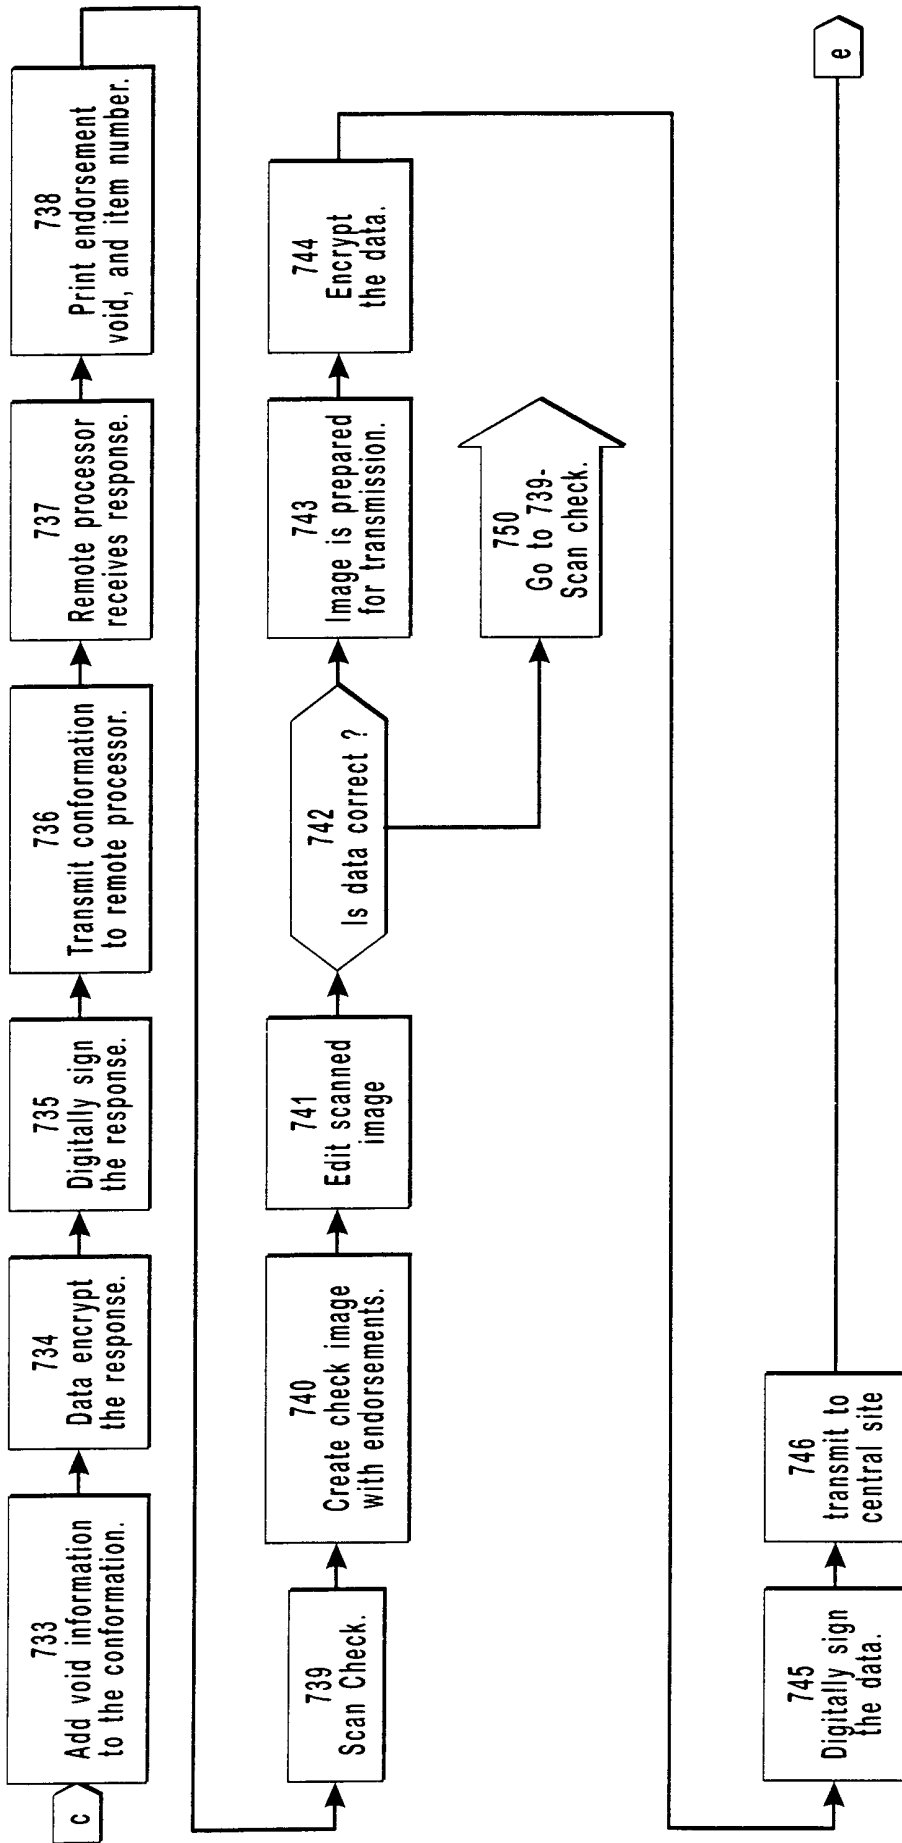 c
733
Add void information
to the conformation.
734
Data encrypt
the response.
735
Digitally sign
the response.
736
Transmit conformation
to remote processor.
737
Remote processor
receives response.
738
Print endorsement
void, and item number.
739
Scan Check.
740
Create check image
with endorsements.
741
Edit scanned
image
742
Is data correct ?
743
Image is prepared
for transmission.
744
Encrypt
the data.
750
Go to 739-
Scan check.
745
Digitally sign
the data.
746
transmit to
central site
e